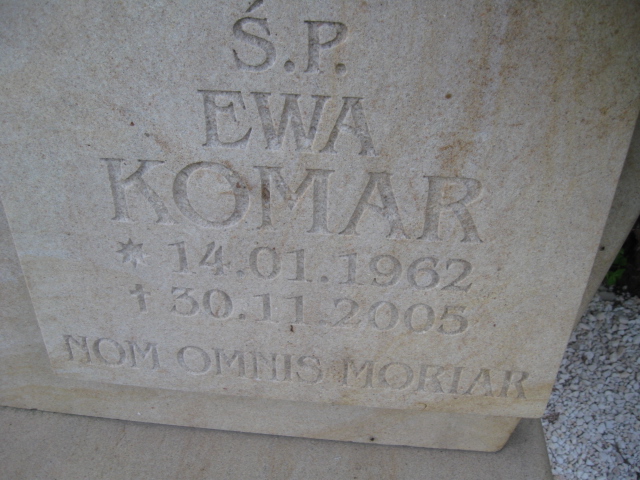 Ś.P.
EWA
KOMAR
* 14.01.1962
† 30.11.2005
NOM OMNIS MORIAR